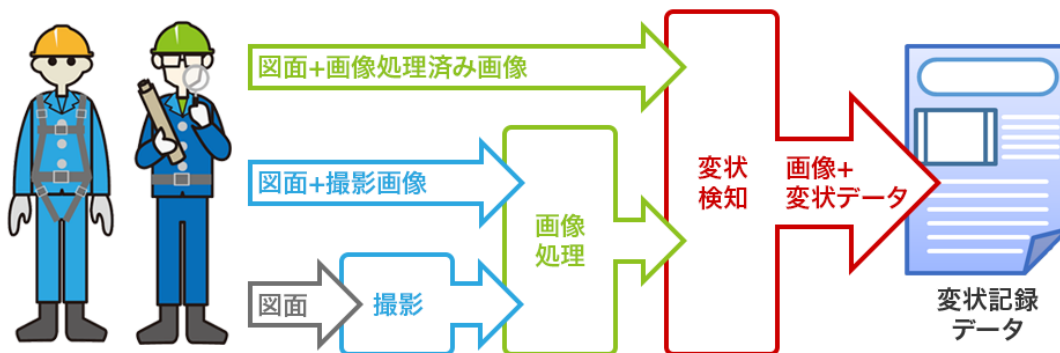 図面+画像処理済み画像
図面+撮影画像
図面
撮影
画像
処理
変状
検知
画像+
変状データ
変状記録
データ